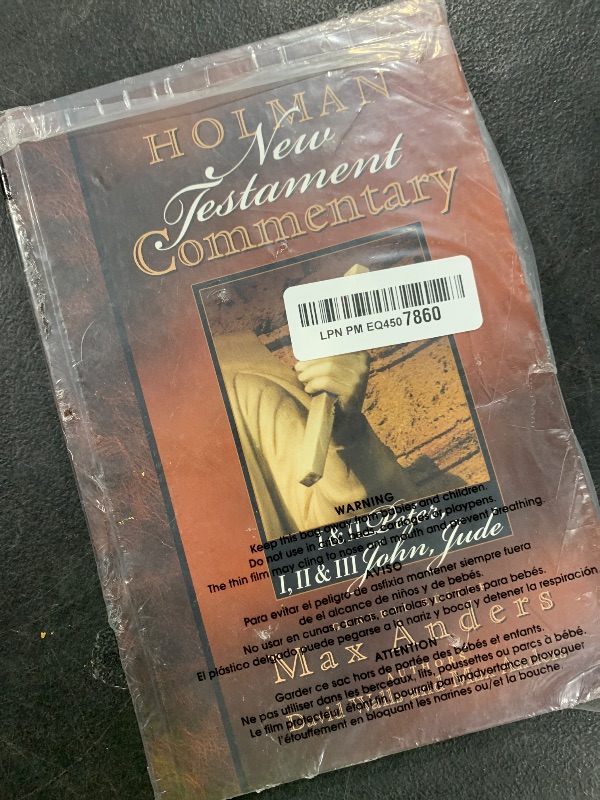 HOLMAN
New
Testament
Commentary
LPN PM EQ4507860
WARNING
Keep this bag away from babies and children.
Do not use in cribs, beds, carriages or playpens.
The thin film may cling to nose and mouth and prevent breathing.
I & II Peter
I, II & III John, Jude
AVISO
Para evitar el peligro de asfixia mantener siempre fuera
de el alcance de niños y de bebés.
No usar en cunas, camas, carriolas y corrales para bebés.
El plástico delgado puede pegarse a la nariz y boca y detener la respiración.
Max Anders
ATTENTION
Garder ce sac hors de portée des bébés et enfants.
Ne pas utiliser dans les berceaux, lits, poussettes ou parcs à bébé.
Le film protecteur, étant fin, pourrait par inadvertance provoquer
l'étouffement en bloquant les narines ou/et la bouche.